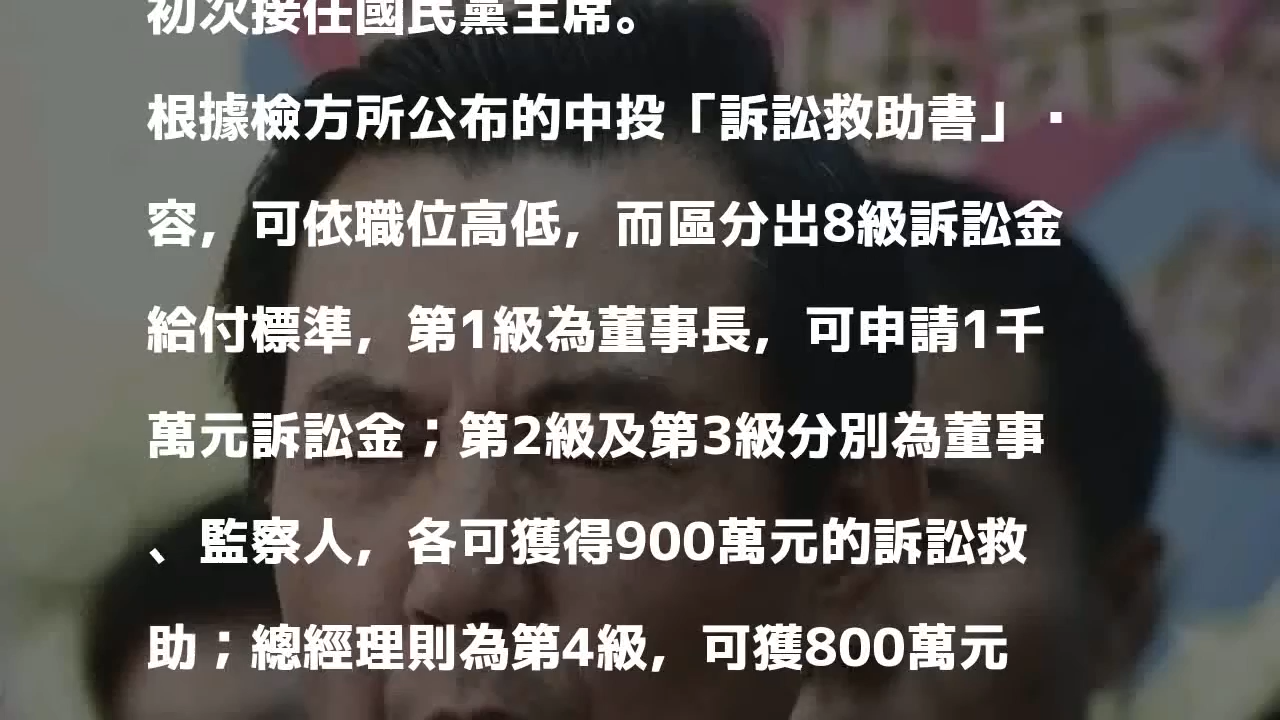 初次接任國民黨主席。
根據檢方所公布的中投「訴訟救助書」·
容，可依職位高低，而區分出8級訴訟金
給付標準，第1級為董事長，可申請1千
萬元訴訟金；第2級及第3級分別為董事
、監察人，各可獲得900萬元的訴訟救
助；總經理則為第4級，可獲800萬元